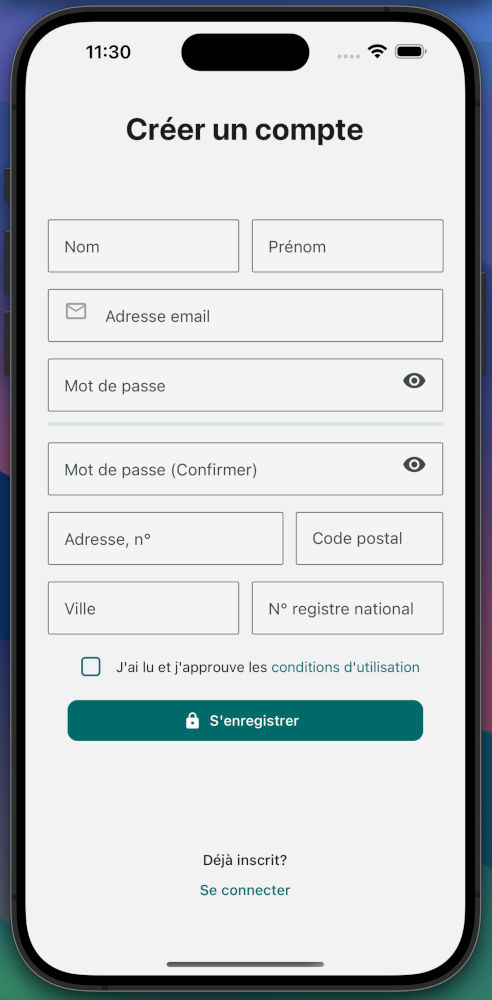 11:30
Créer un compte
Nom Prénom
Adresse email
Mot de passe
Mot de passe (Confirmer)
Adresse, n° Code postal
Ville N° registre national
J'ai lu et j'approuve les conditions d'utilisation
S'enregistrer
Déjà inscrit?
Se connecter